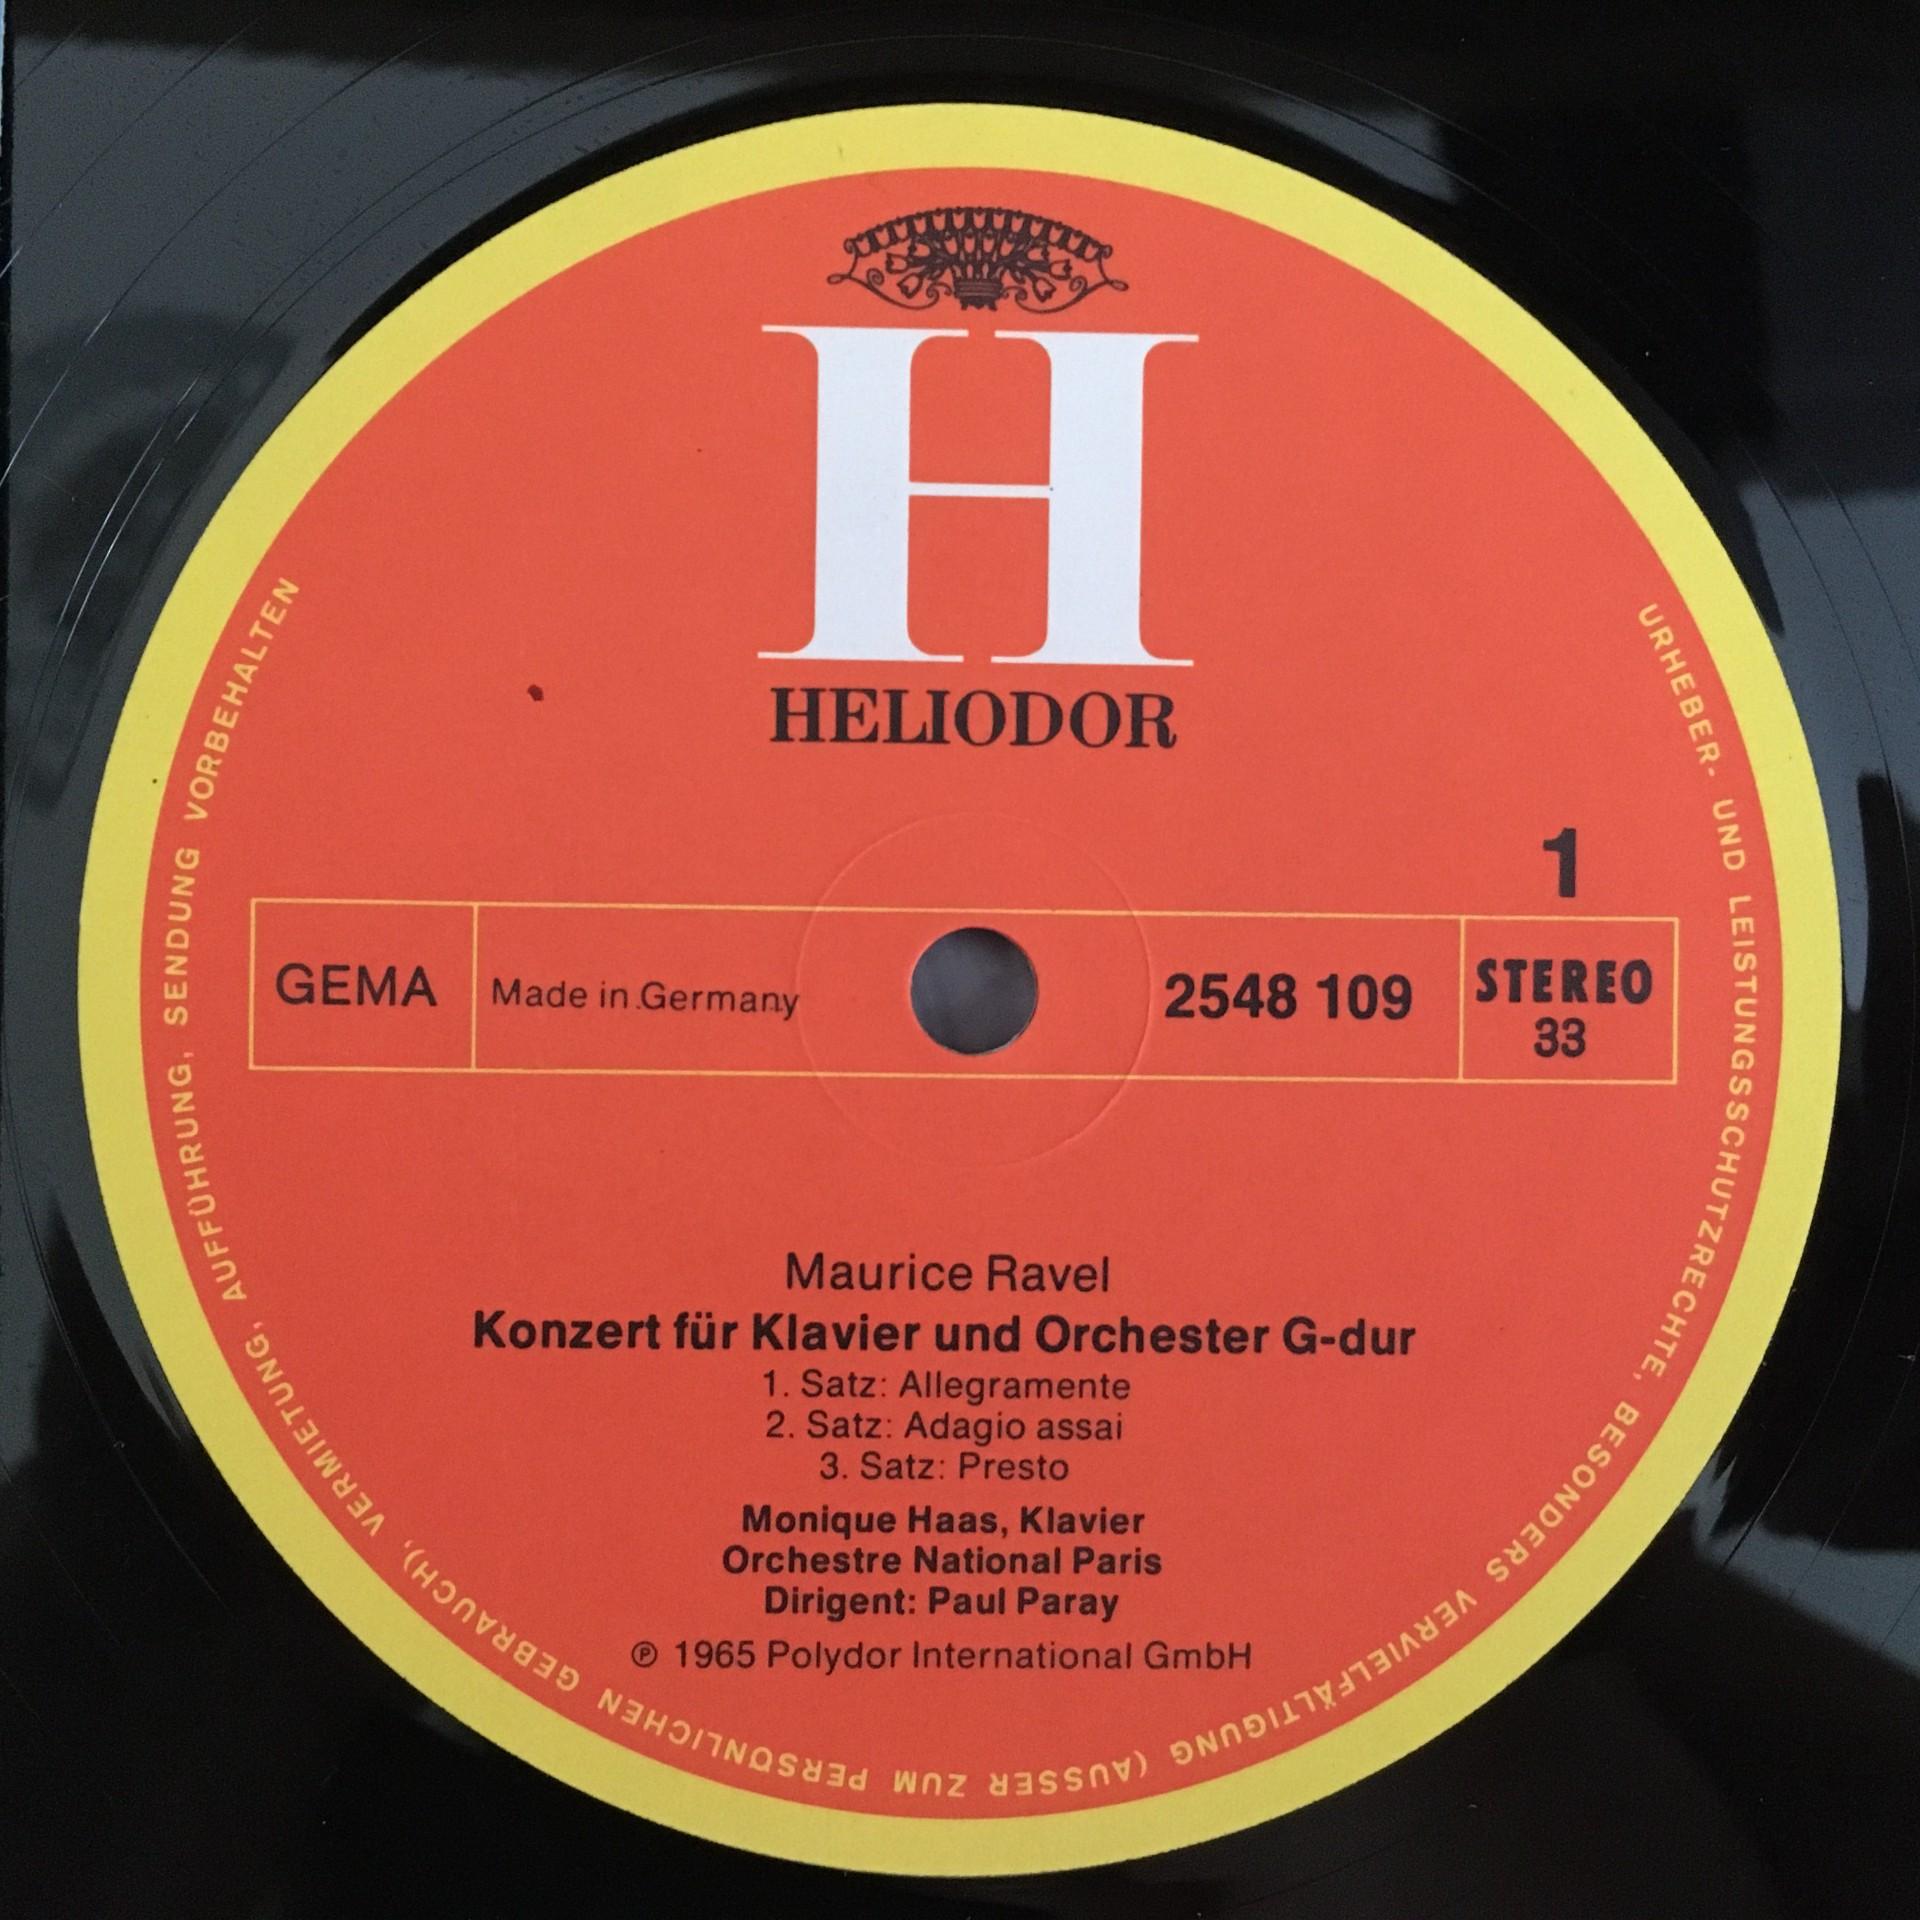 H
HELIODOR
1
GEMA
Made in Germany
2548 109
STEREO
33
Maurice Ravel
Konzert für Klavier und Orchester G-dur
1. Satz: Allegramente
2. Satz: Adagio assai
3. Satz: Presto
Monique Haas, Klavier
Orchestre National Paris
Dirigent: Paul Paray
℗ 1965 Polydor International GmbH
URHEBER- UND LEISTUNGSSCHUTZRECHTE, BESONDERS VERVIELFÄLTIGUNG (AUSSER ZUM PERSÖNLICHEN GEBRAUCH), VERMIETUNG, AUFFÜHRUNG, SENDUNG VORBEHALTEN